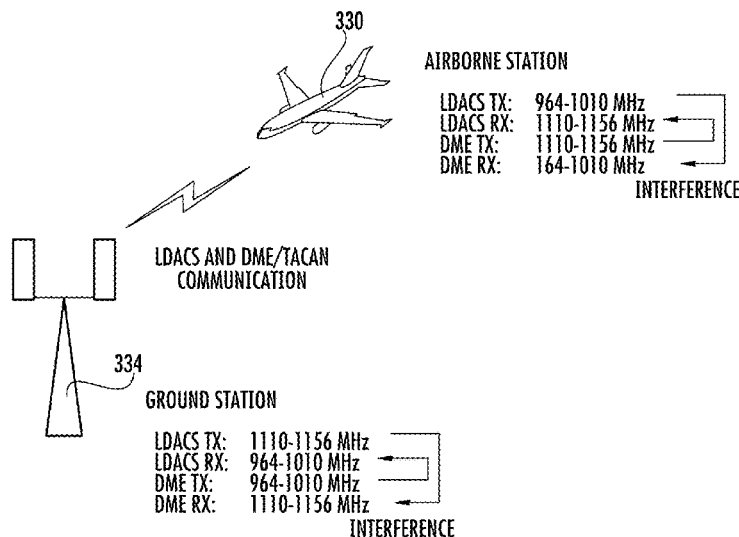 330
AIRBORNE STATION
LDACS TX: 964-1010 MHz
LDACS RX: 1110-1156 MHz
DME TX: 1110-1156 MHz
DME RX: 164-1010 MHz
INTERFERENCE
LDACS AND DME/TACAN
COMMUNICATION
334
GROUND STATION
LDACS TX: 1110-1156 MHz
LDACS RX: 964-1010 MHz
DME TX: 964-1010 MHz
DME RX: 1110-1156 MHz
INTERFERENCE